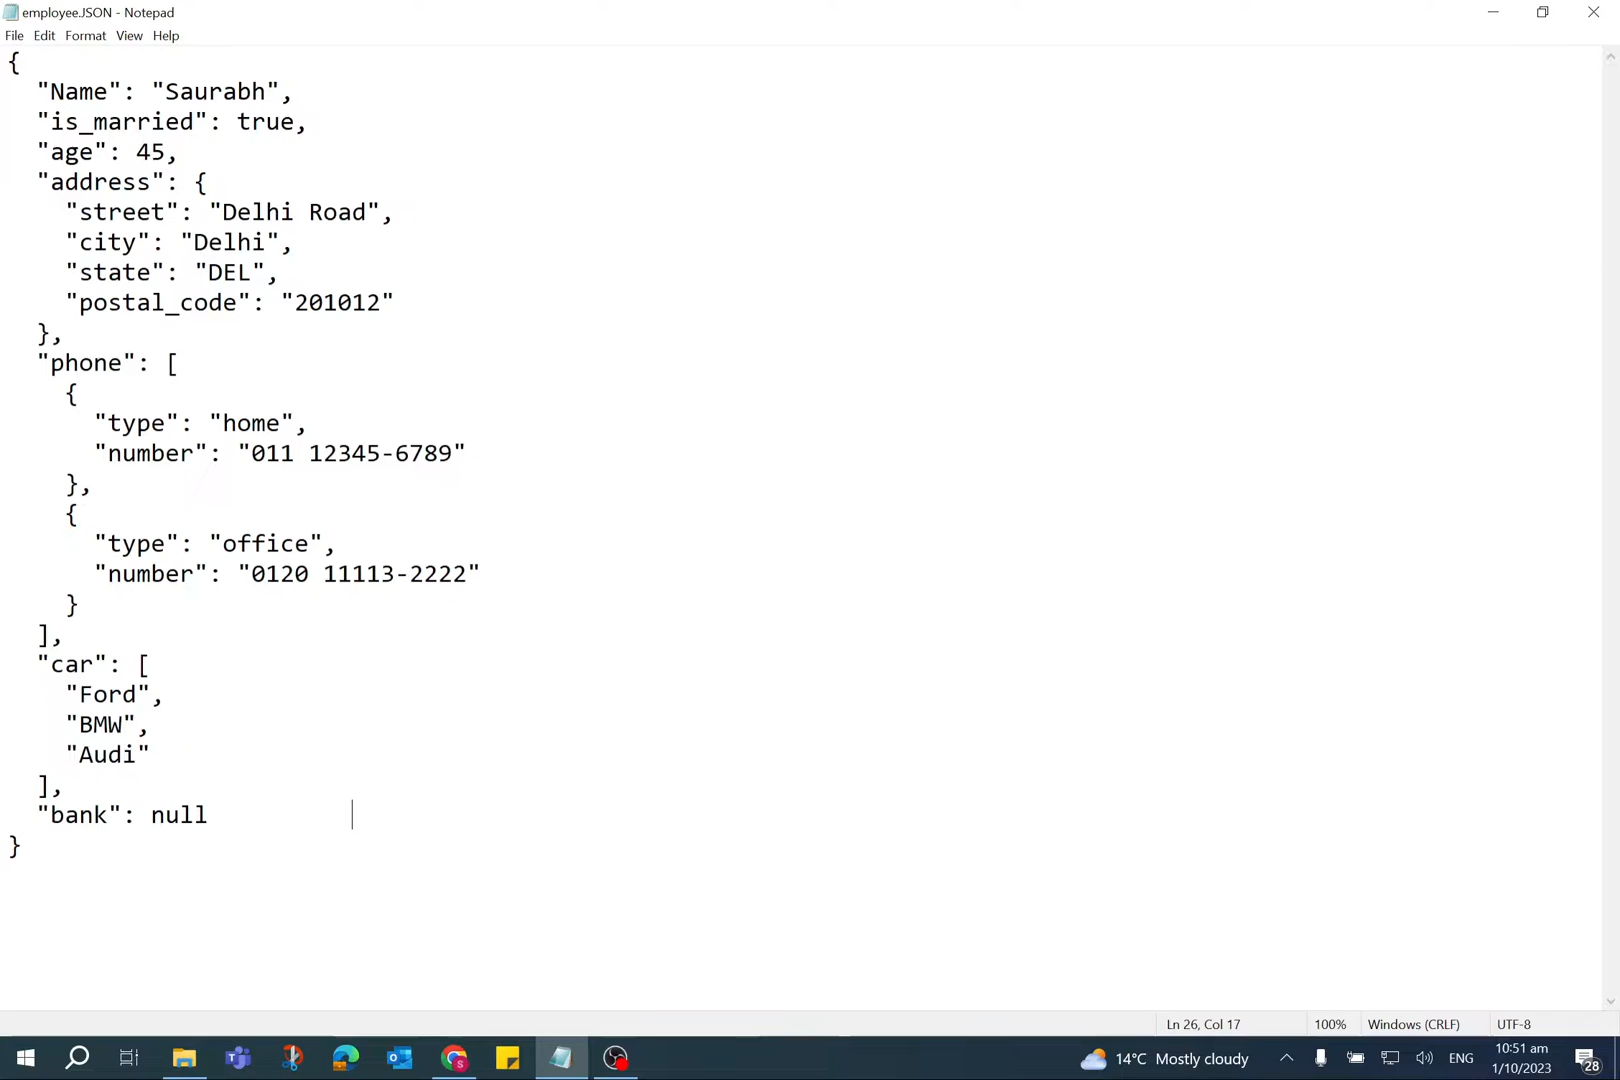 employee.JSON - Notepad
File Edit Format View Help
{
  "Name": "Saurabh",
  "is_married": true,
  "age": 45,
  "address": {
    "street": "Delhi Road",
    "city": "Delhi",
    "state": "DEL",
    "postal_code": "201012"
  },
  "phone": [
    {
      "type": "home",
      "number": "011 12345-6789"
    },
    {
      "type": "office",
      "number": "0120 11113-2222"
    }
  ],
  "car": [
    "Ford",
    "BMW",
    "Audi"
  ],
  "bank": null
}
Ln 26, Col 17 100% Windows (CRLF) UTF-8
14°C Mostly cloudy ENG 10:51 am
1/10/2023 28